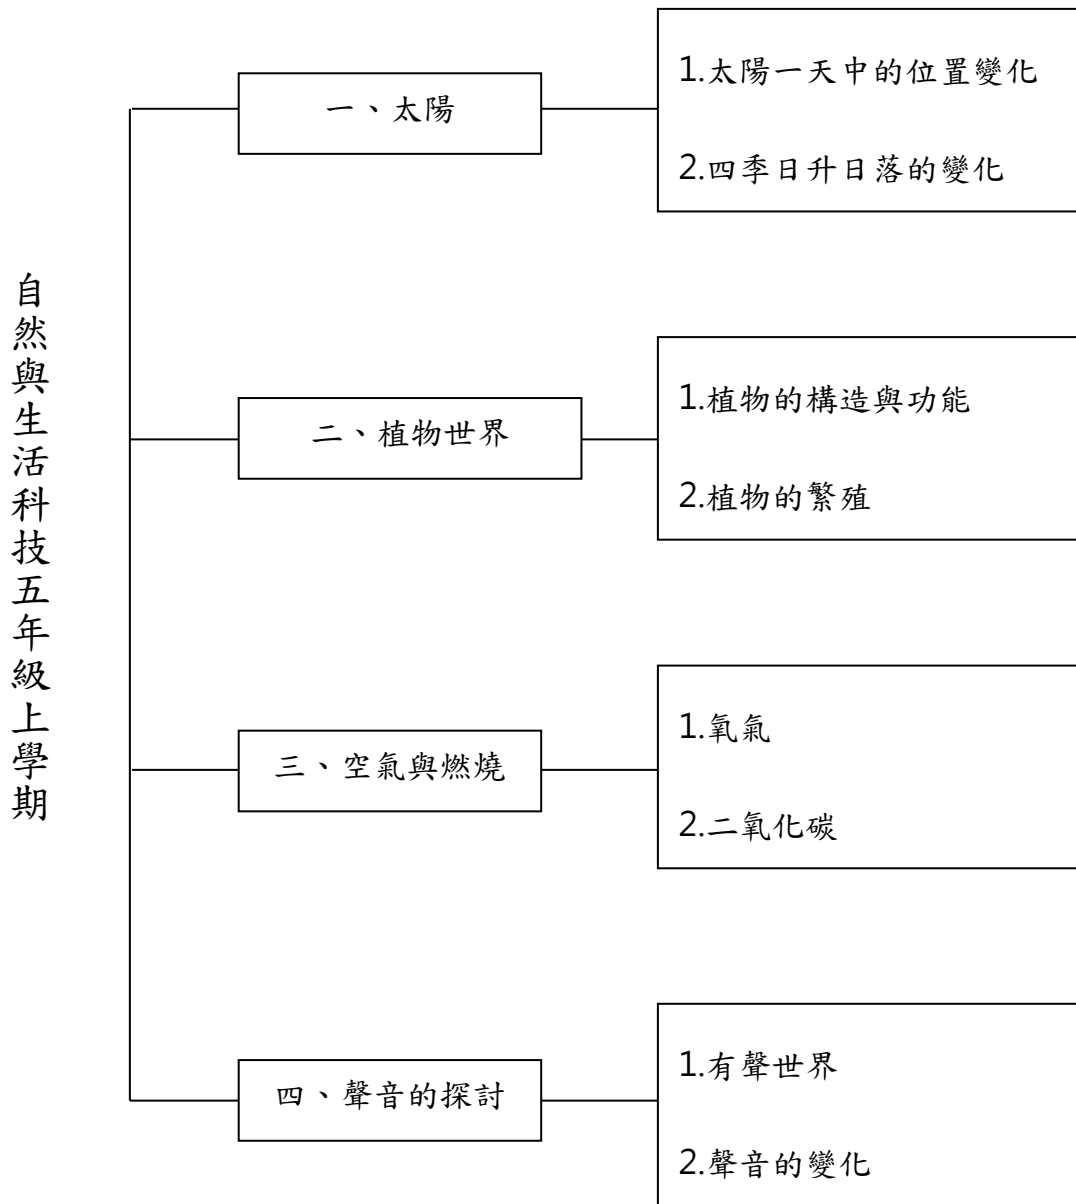 自然與生活科技五年級上學期
一、太陽
1.太陽一天中的位置變化
2.四季日升日落的變化
二、植物世界
1.植物的構造與功能
2.植物的繁殖
三、空氣與燃燒
1.氧氣
2.二氧化碳
四、聲音的探討
1.有聲世界
2.聲音的變化